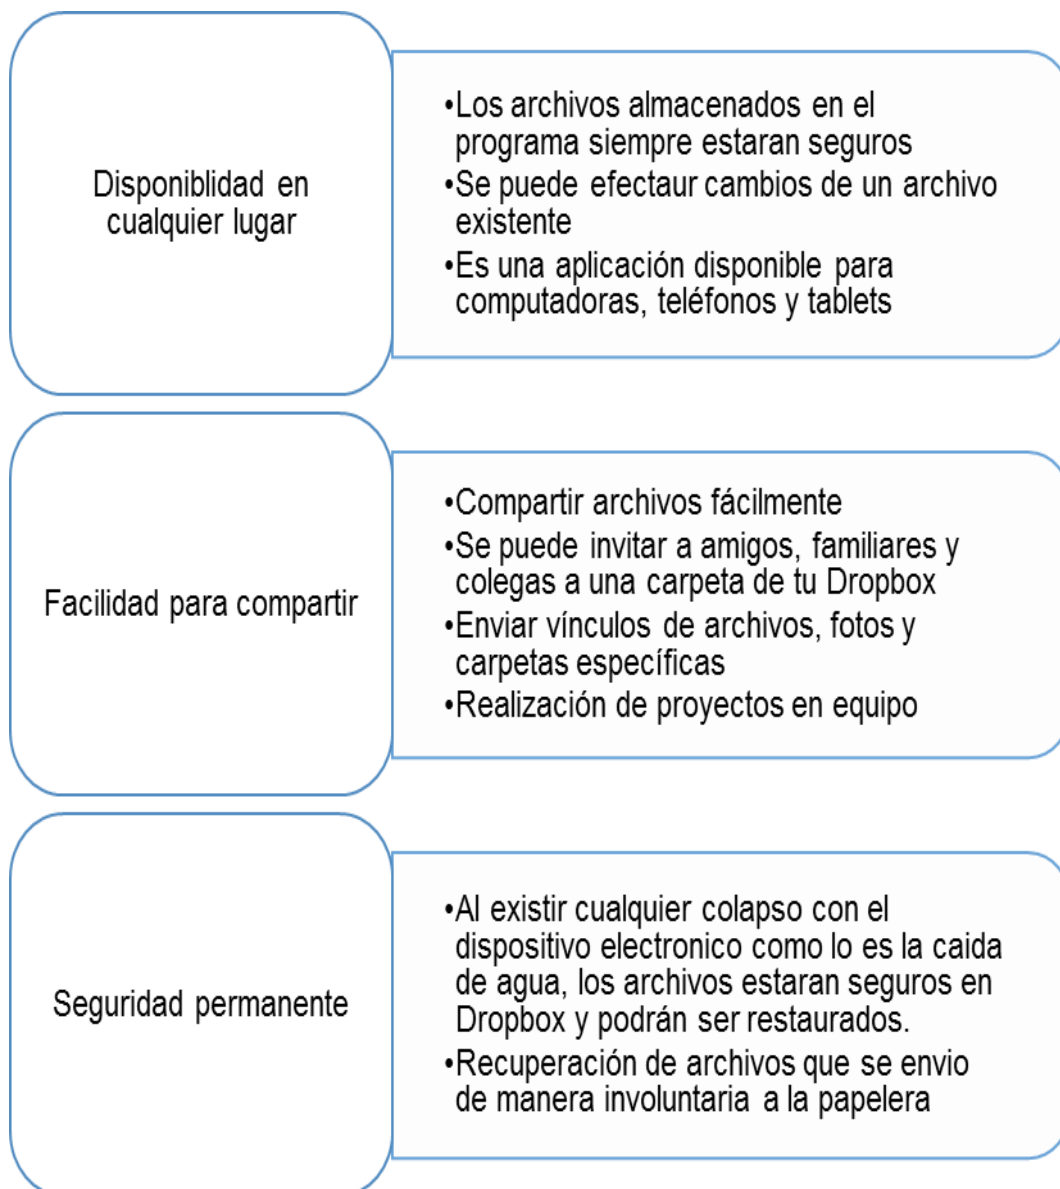 Disponiblidad en
cualquier lugar
•Los archivos almacenados en el
programa siempre estaran seguros
•Se puede efectaur cambios de un archivo
existente
•Es una aplicación disponible para
computadoras, teléfonos y tablets
Facilidad para compartir
•Compartir archivos fácilmente
•Se puede invitar a amigos, familiares y
colegas a una carpeta de tu Dropbox
•Enviar vínculos de archivos, fotos y
carpetas específicas
•Realización de proyectos en equipo
Seguridad permanente
•Al existir cualquier colapso con el
dispositivo electronico como lo es la caida
de agua, los archivos estaran seguros en
Dropbox y podrán ser restaurados.
•Recuperación de archivos que se envio
de manera involuntaria a la papelera